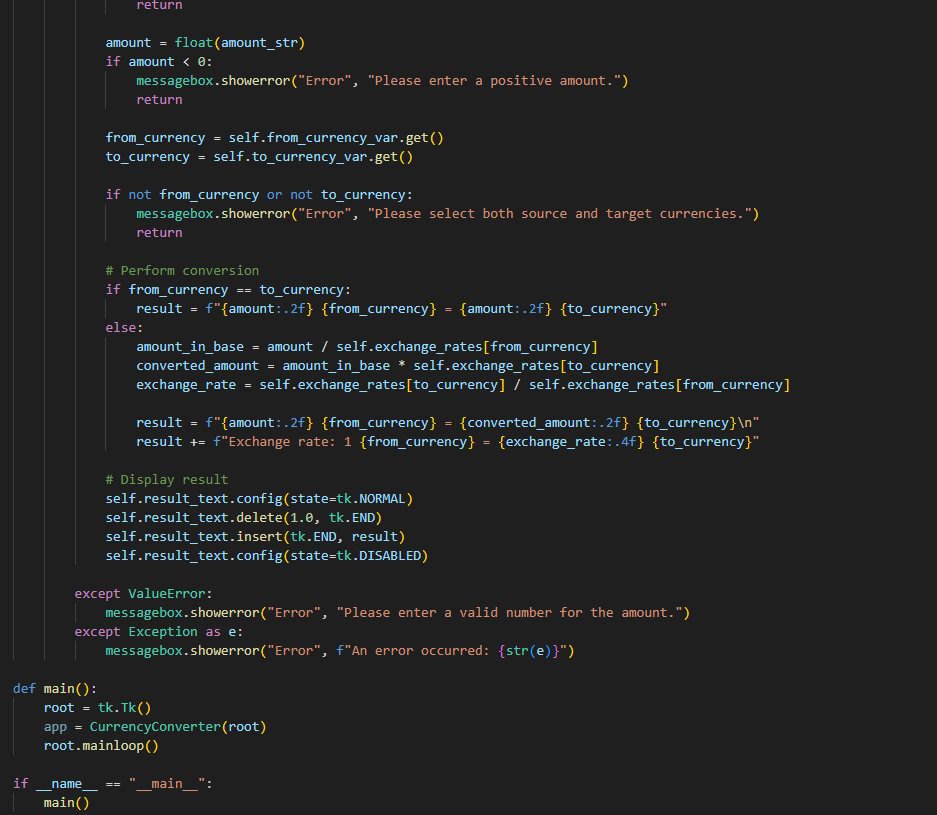 return
amount = float(amount_str)
if amount < 0:
messagebox.showerror("Error", "Please enter a positive amount.")
return
from_currency = self.from_currency_var.get()
to_currency = self.to_currency_var.get()
if not from_currency or not to_currency:
messagebox.showerror("Error", "Please select both source and target currencies.")
return
# Perform conversion
if from_currency == to_currency:
result = f"{amount:.2f} {from_currency} = {amount:.2f} {to_currency}"
else:
amount_in_base = amount / self.exchange_rates[from_currency]
converted_amount = amount_in_base * self.exchange_rates[to_currency]
exchange_rate = self.exchange_rates[to_currency] / self.exchange_rates[from_currency]
result = f"{amount:.2f} {from_currency} = {converted_amount:.2f} {to_currency}\n"
result += f"Exchange rate: 1 {from_currency} = {exchange_rate:.4f} {to_currency}"
# Display result
self.result_text.config(state=tk.NORMAL)
self.result_text.delete(1.0, tk.END)
self.result_text.insert(tk.END, result)
self.result_text.config(state=tk.DISABLED)
except ValueError:
messagebox.showerror("Error", "Please enter a valid number for the amount.")
except Exception as e:
messagebox.showerror("Error", f"An error occurred: {str(e)}")
def main():
root = tk.Tk()
app = CurrencyConverter(root)
root.mainloop()
if __name__ == "__main__":
main()